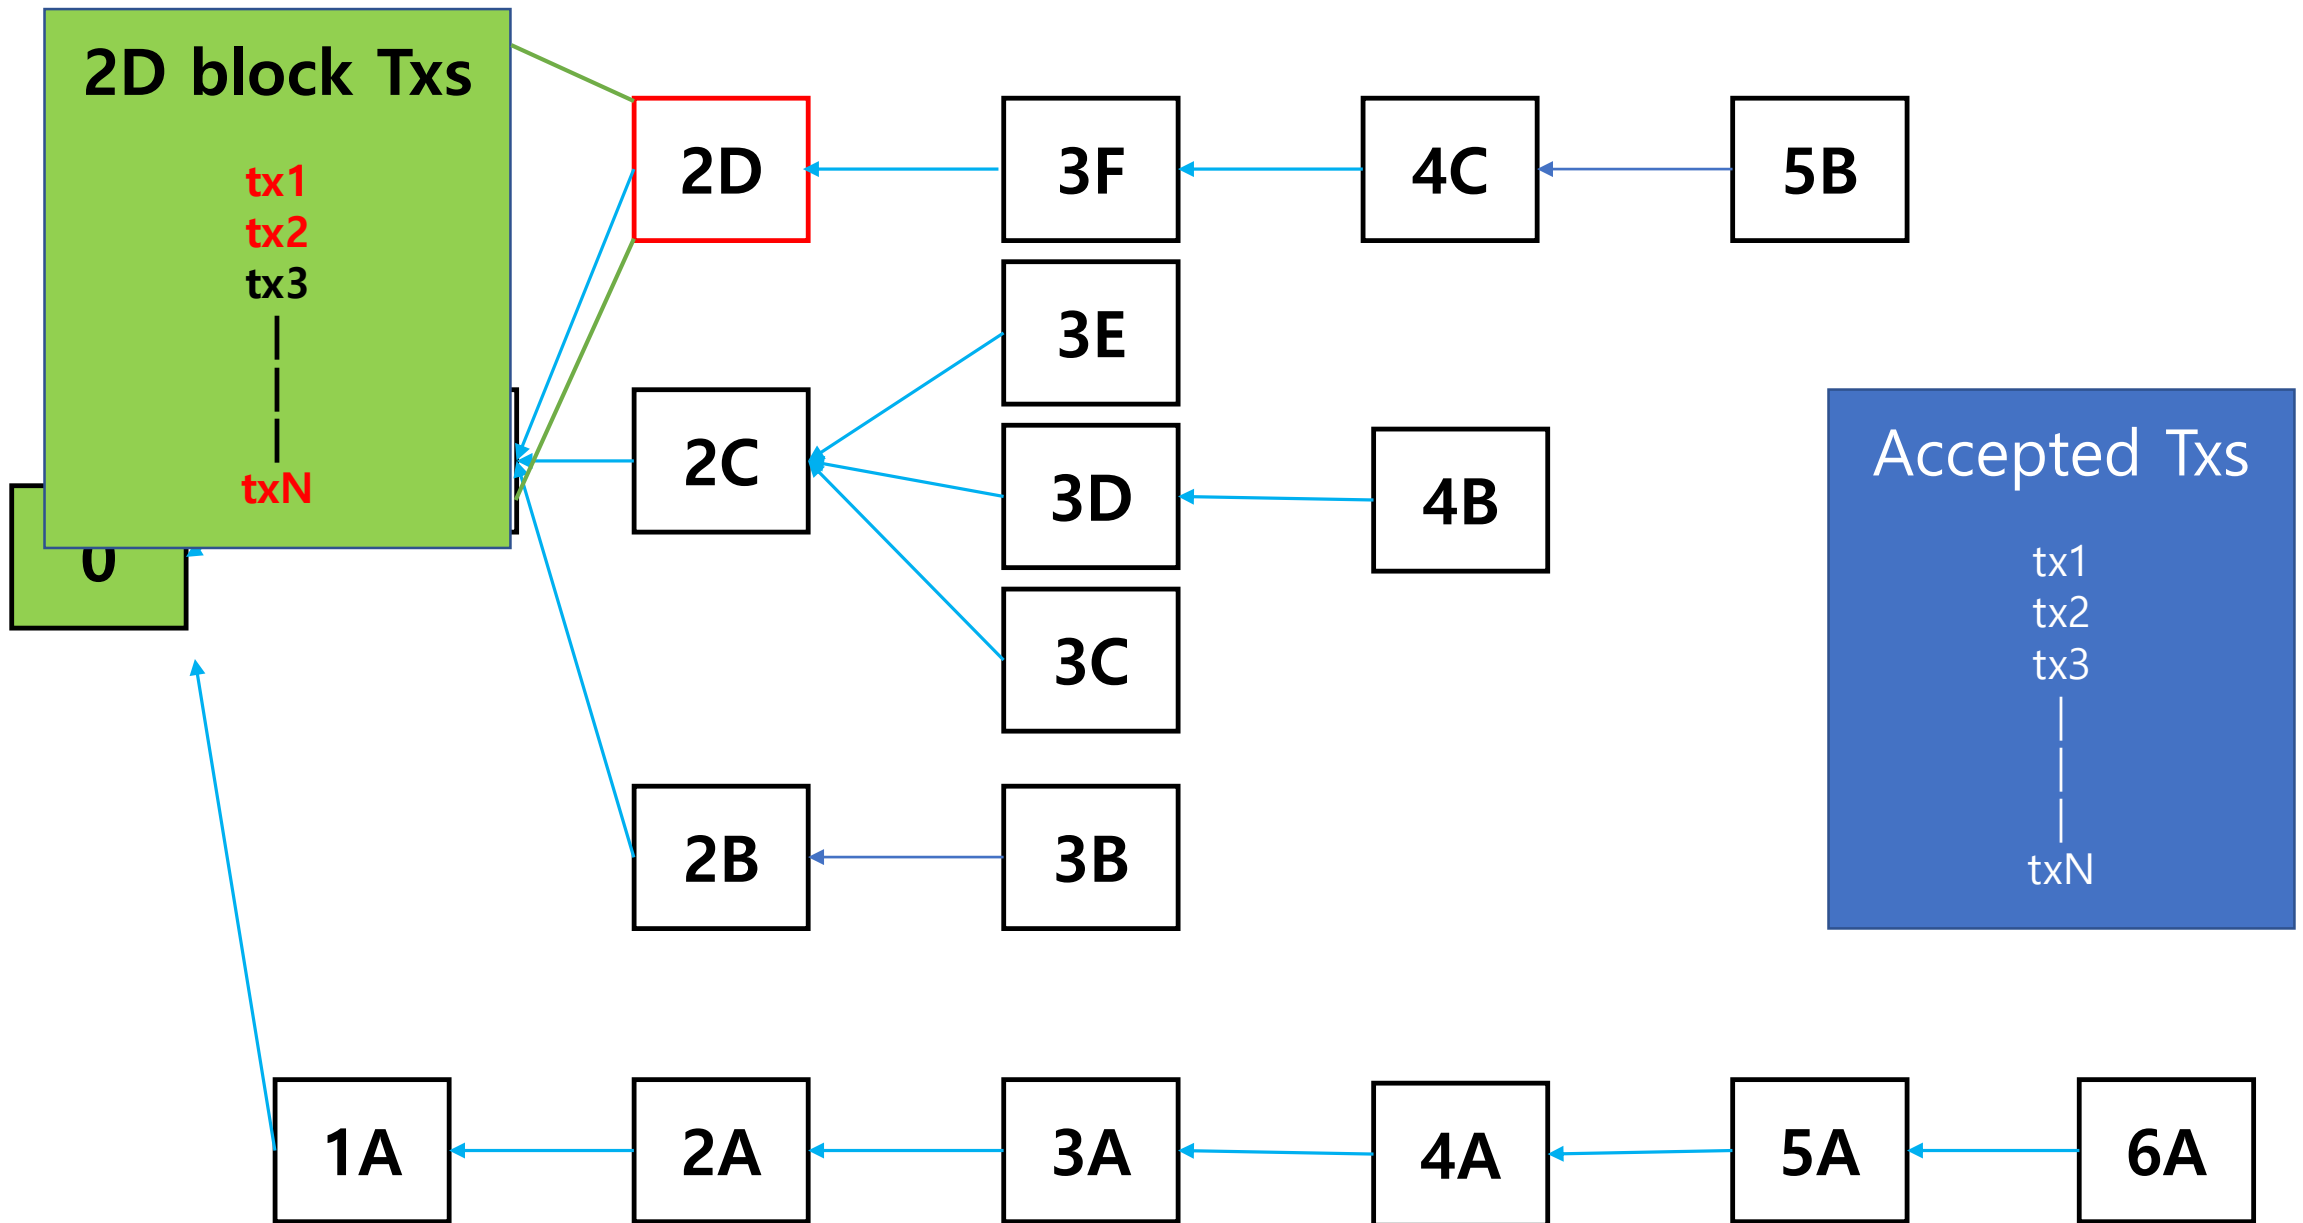 2D block Txs
tx1
tx2
tx3
|
|
|
txN
0
2D
3F
4C
5B
3E
2C
3D
4B
3C
2B
3B
Accepted Txs
tx1
tx2
tx3
|
|
|
txN
1A
2A
3A
4A
5A
6A